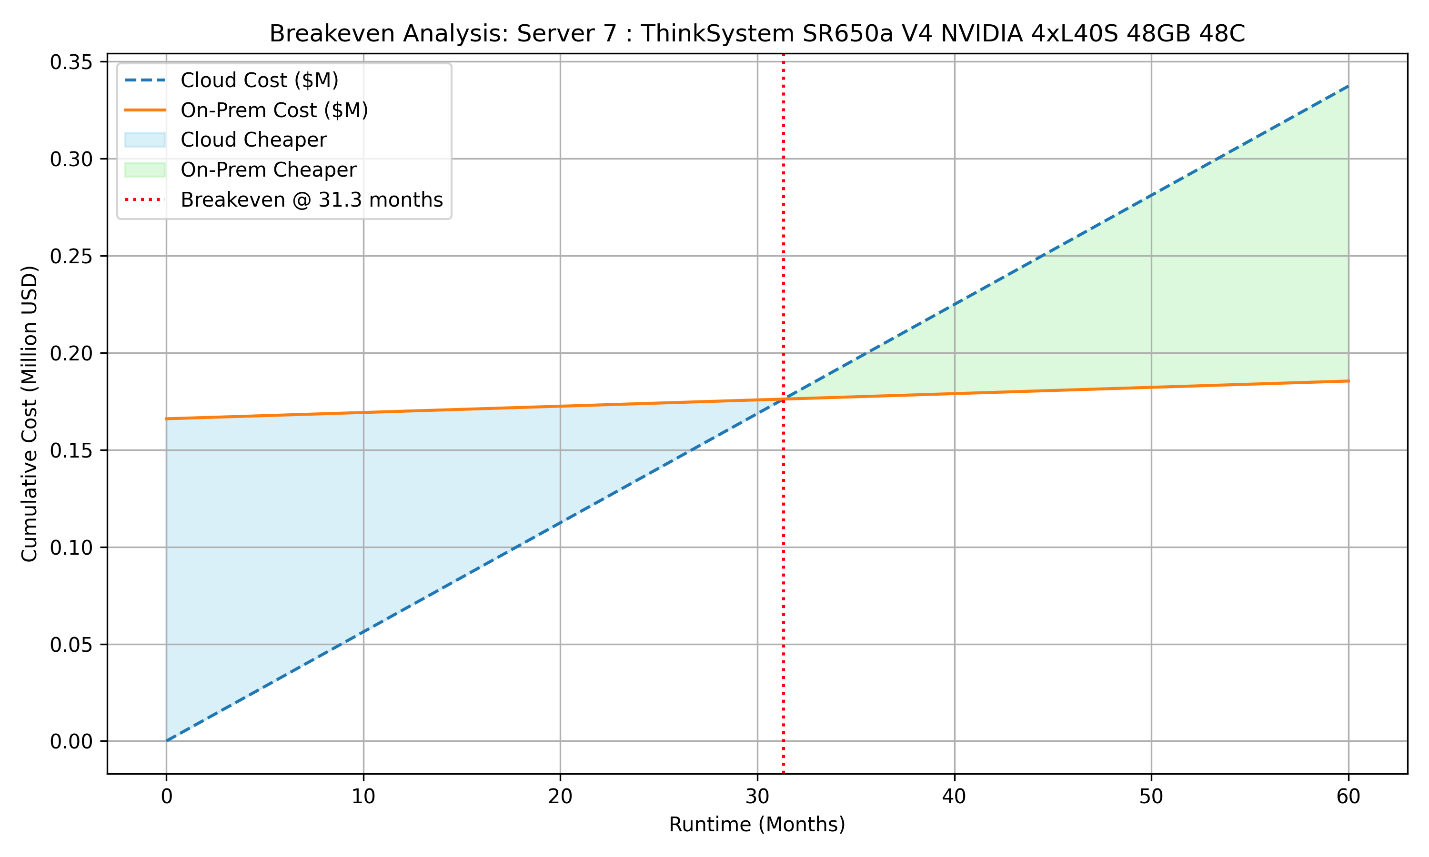 Breakeven Analysis: Server 7 : ThinkSystem SR650a V4 NVIDIA 4xL40S 48GB 48C
Cloud Cost ($M)
On-Prem Cost ($M)
Cloud Cheaper
On-Prem Cheaper
Breakeven @ 31.3 months
Cumulative Cost (Million USD)
0.35
0.30
0.25
0.20
0.15
0.10
0.05
0.00
0 10 20 30 40 50 60
Runtime (Months)